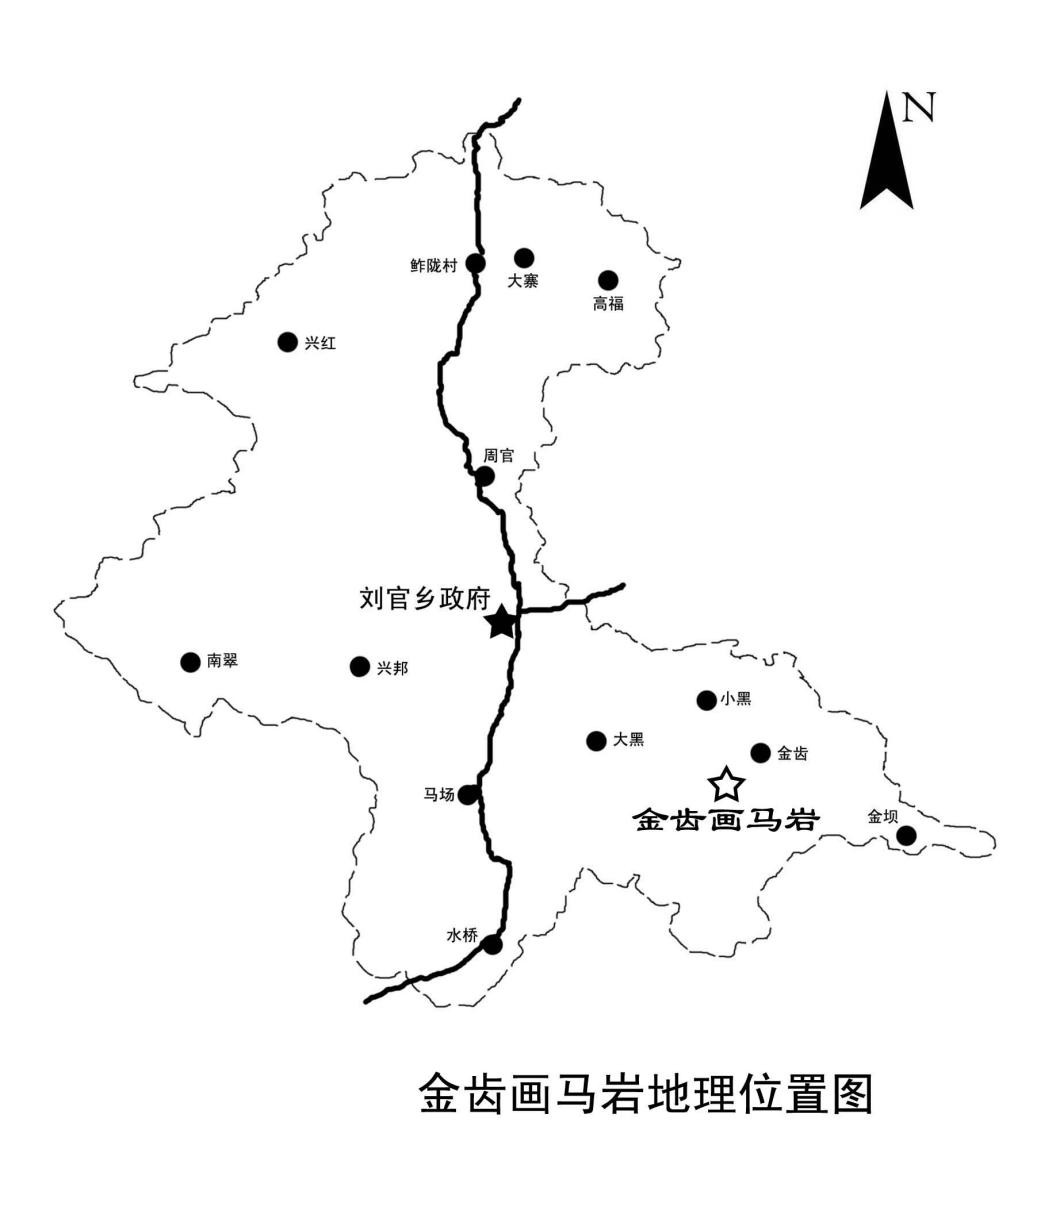 N
鲊陇村
大寨
高福
兴红
周官
刘官乡政府
南翠
兴邦
小黑
大黑
金齿
马场
金齿画马岩
金坝
水桥
金齿画马岩地理位置图